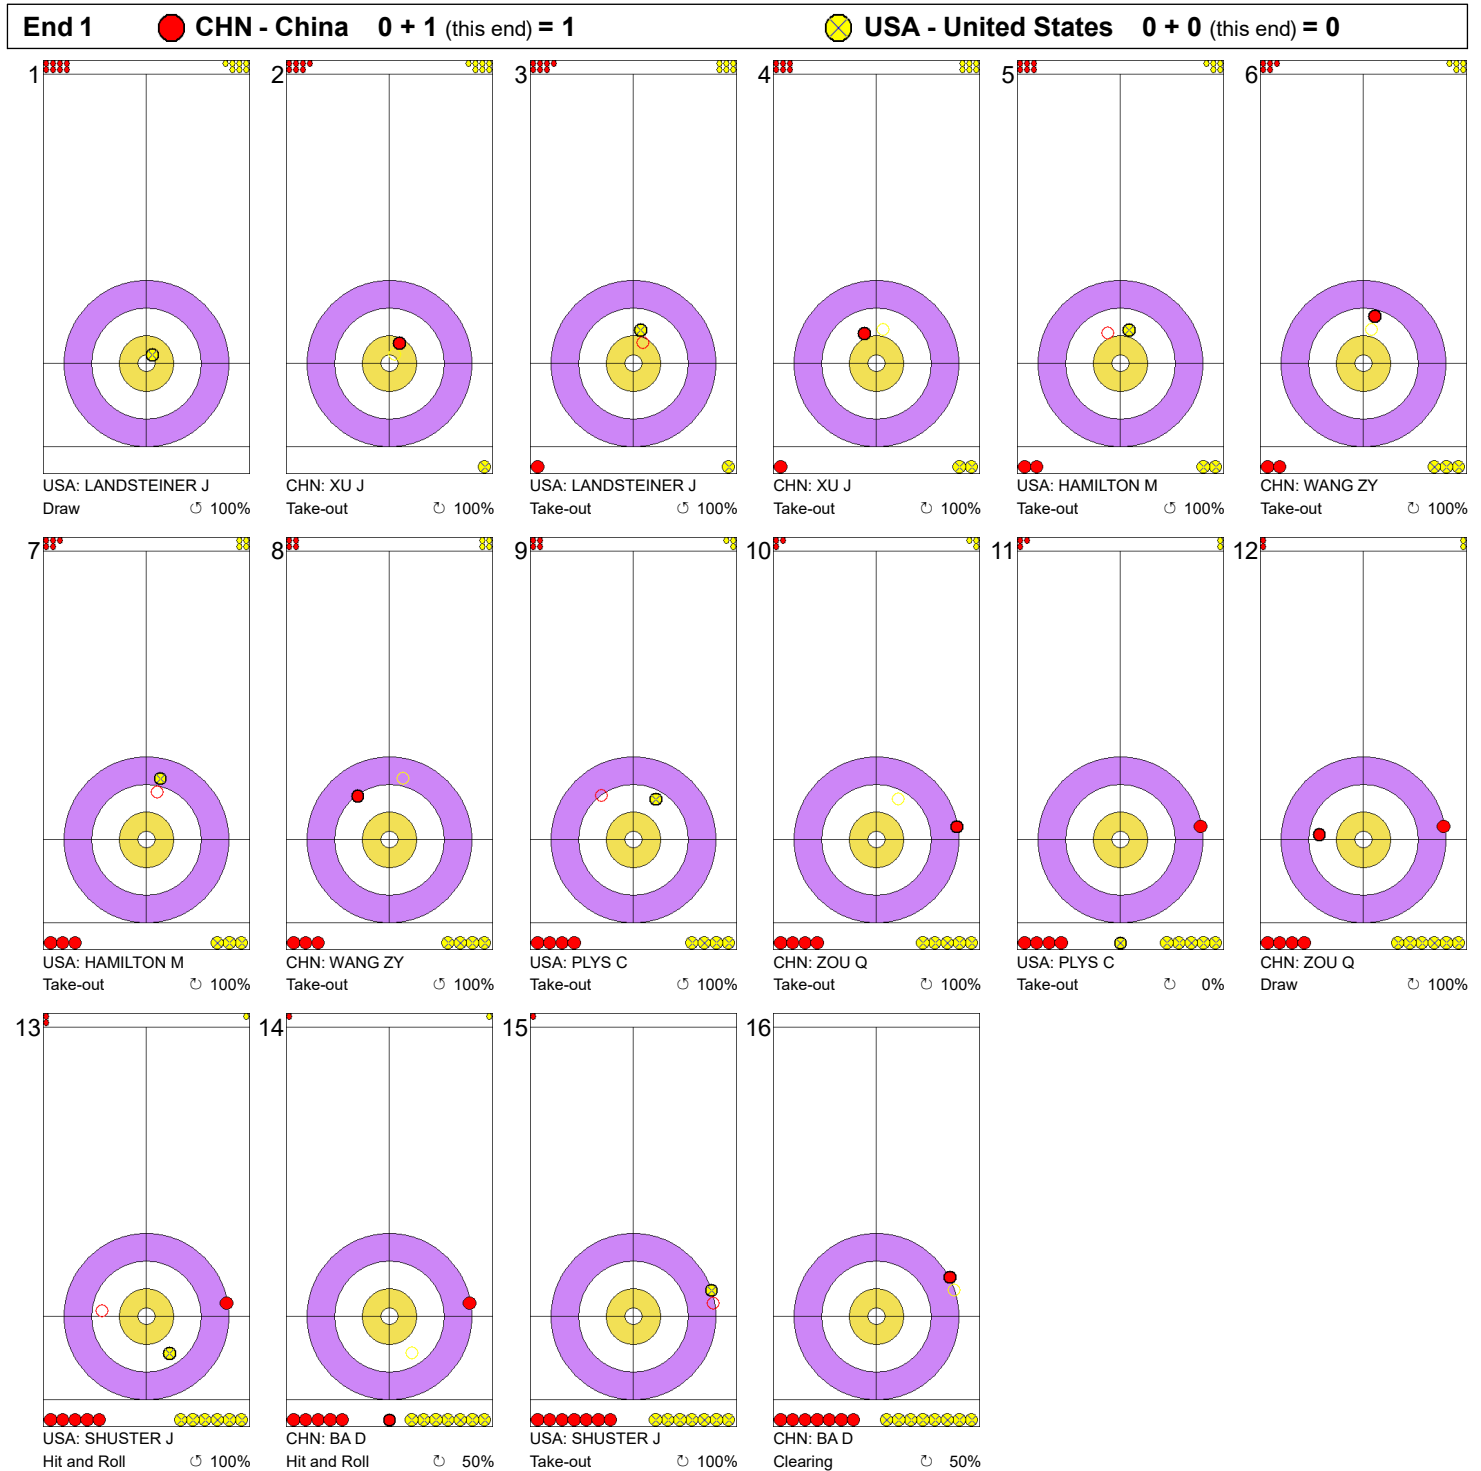 End 1 CHN - China 0 + 1 (this end) = 1 USA - United States 0 + 0 (this end) = 0
1 2 3 4 5 6
USA: LANDSTEINER J CHN: XU J USA: LANDSTEINER J CHN: XU J USA: HAMILTON M CHN: WANG ZY
Draw ↺ 100% Take-out ↻ 100% Take-out ↺ 100% Take-out ↻ 100% Take-out ↺ 100% Take-out ↻ 100%
7 8 9 10 11 12
USA: HAMILTON M CHN: WANG ZY USA: PLYS C CHN: ZOU Q USA: PLYS C CHN: ZOU Q
Take-out ↻ 100% Take-out ↺ 100% Take-out ↺ 100% Take-out ↻ 100% Take-out ↻ 0% Draw ↻ 100%
13 14 15 16
USA: SHUSTER J CHN: BA D USA: SHUSTER J CHN: BA D
Hit and Roll ↺ 100% Hit and Roll ↻ 50% Take-out ↻ 100% Clearing ↻ 50%